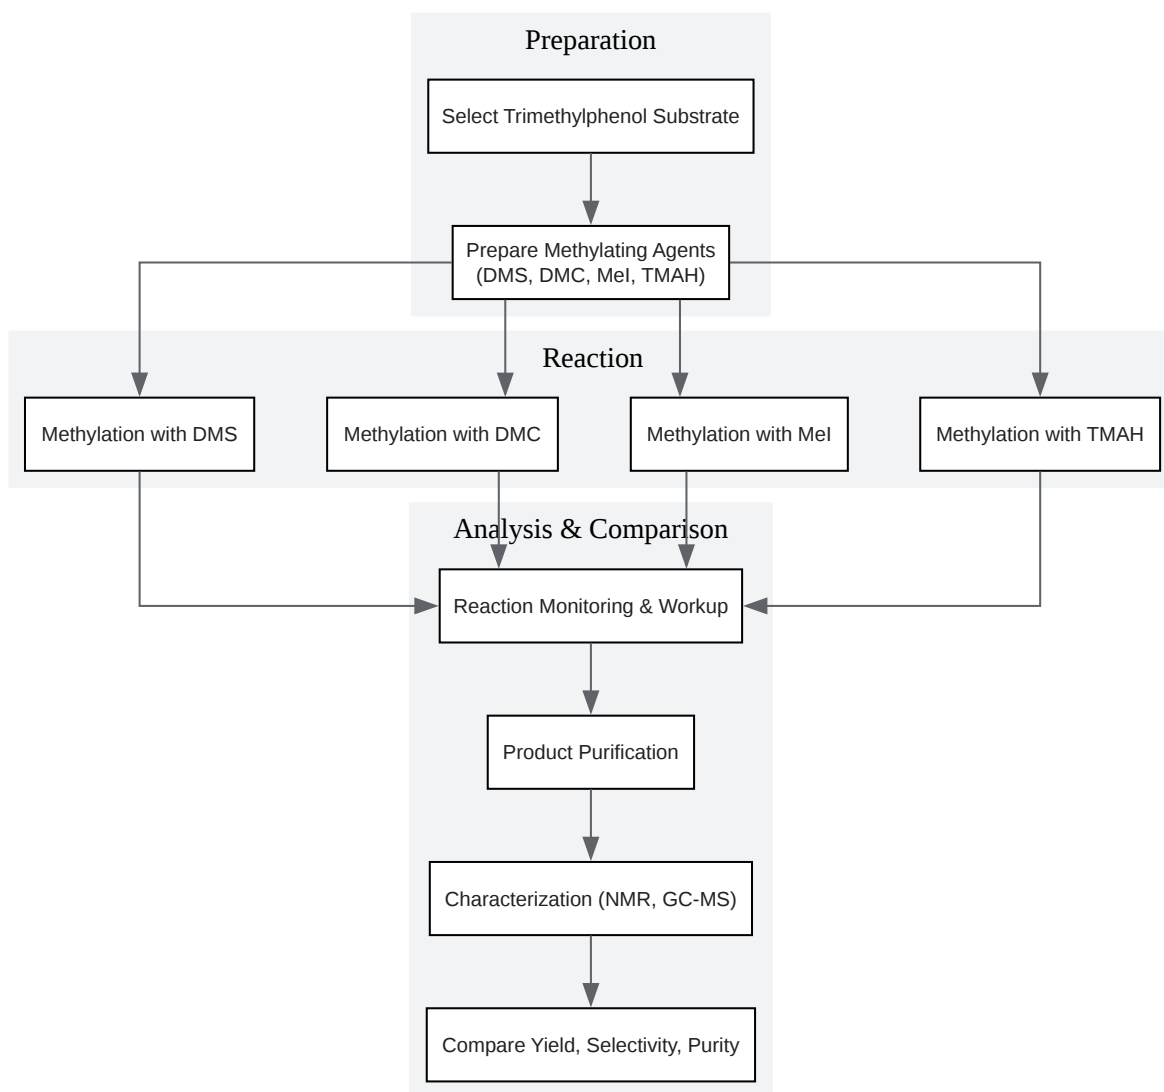 Preparation
Select Trimethylphenol Substrate
Prepare Methylating Agents
(DMS, DMC, MeI, TMAH)
Reaction
Methylation with DMS
Methylation with DMC
Methylation with MeI
Methylation with TMAH
Analysis & Comparison
Reaction Monitoring & Workup
Product Purification
Characterization (NMR, GC-MS)
Compare Yield, Selectivity, Purity